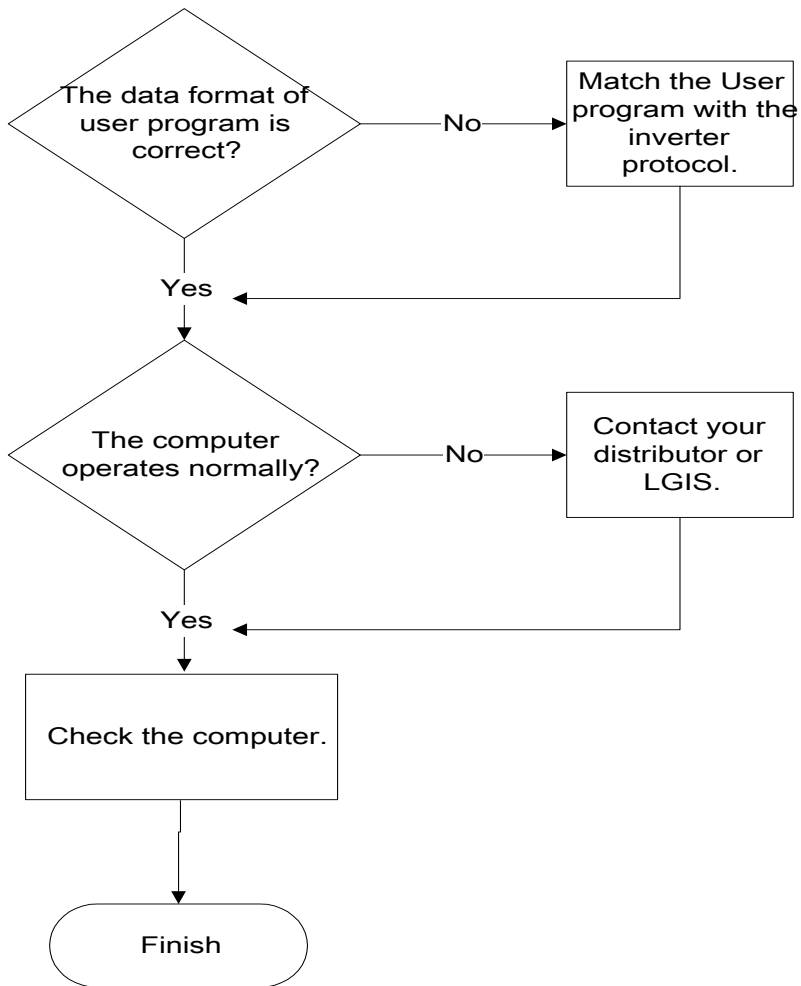 The data format of
user program is
correct?
No
Match the User
program with the
inverter
protocol.
Yes
The computer
operates normally?
No
Contact your
distributor or
LGIS.
Yes
Check the computer.
Finish